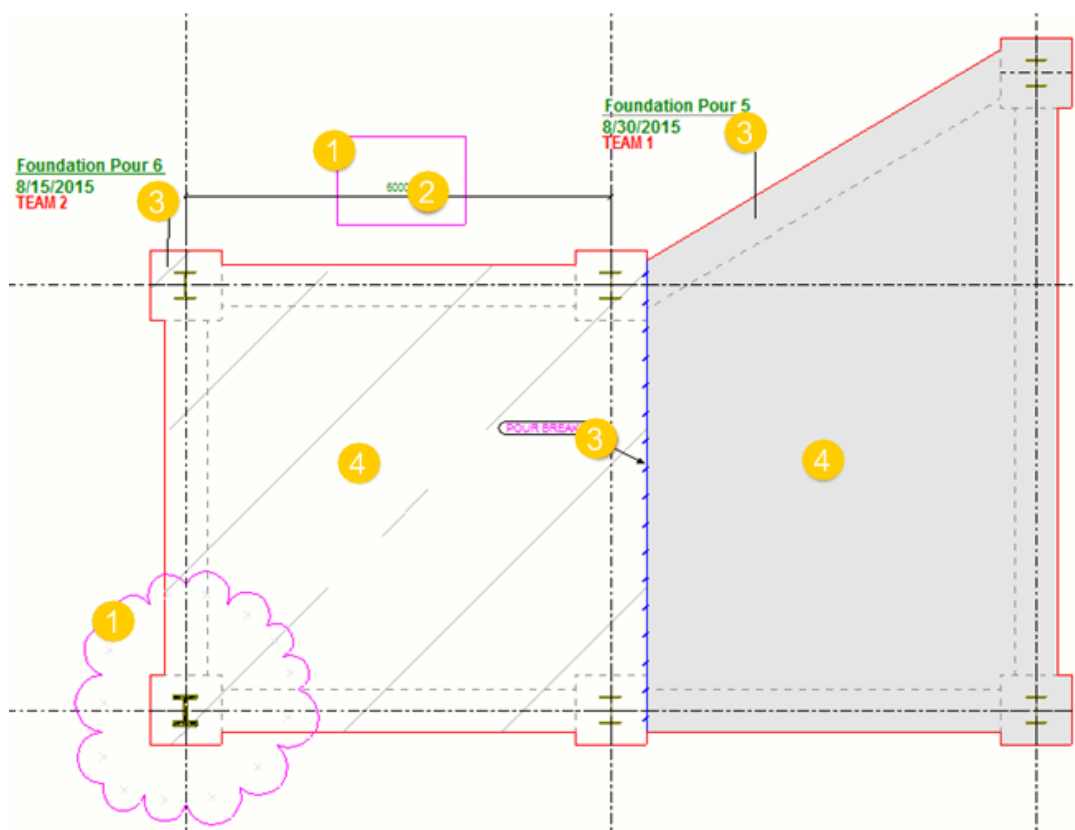 Foundation Pour 5
8/30/2015
TEAM 1
3
1
Foundation Pour 6
8/15/2015
TEAM 2
3
6000
2
POUR BREAK
3
4
4
1